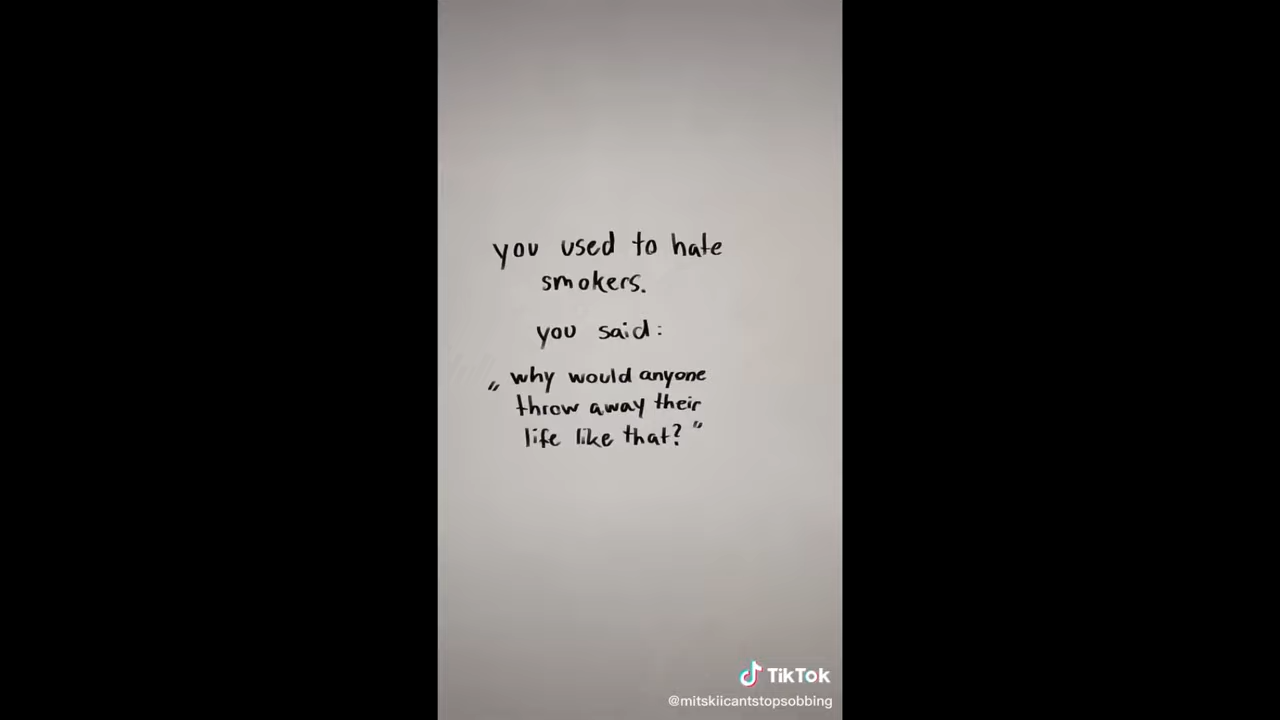 you used to hate
smokers.
you said:
„why would anyone
throw away their
life like that?"
TikTok
@mitskiicantstopsobbing